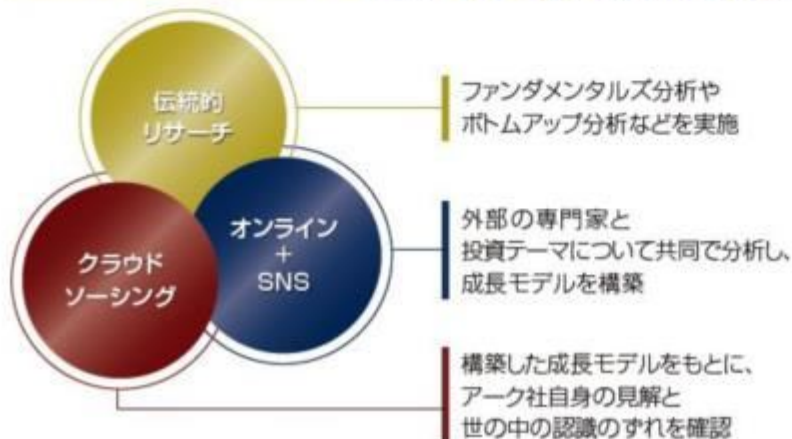 伝統的
リサーチ
ファンダメンタルズ分析や
ボトムアップ分析などを実施
オンライン
+
SNS
外部の専門家と
投資テーマについて共同で分析し、
成長モデルを構築
クラウド
ソーシング
構築した成長モデルをもとに、
アーク社自身の見解と
世の中の認識のずれを確認